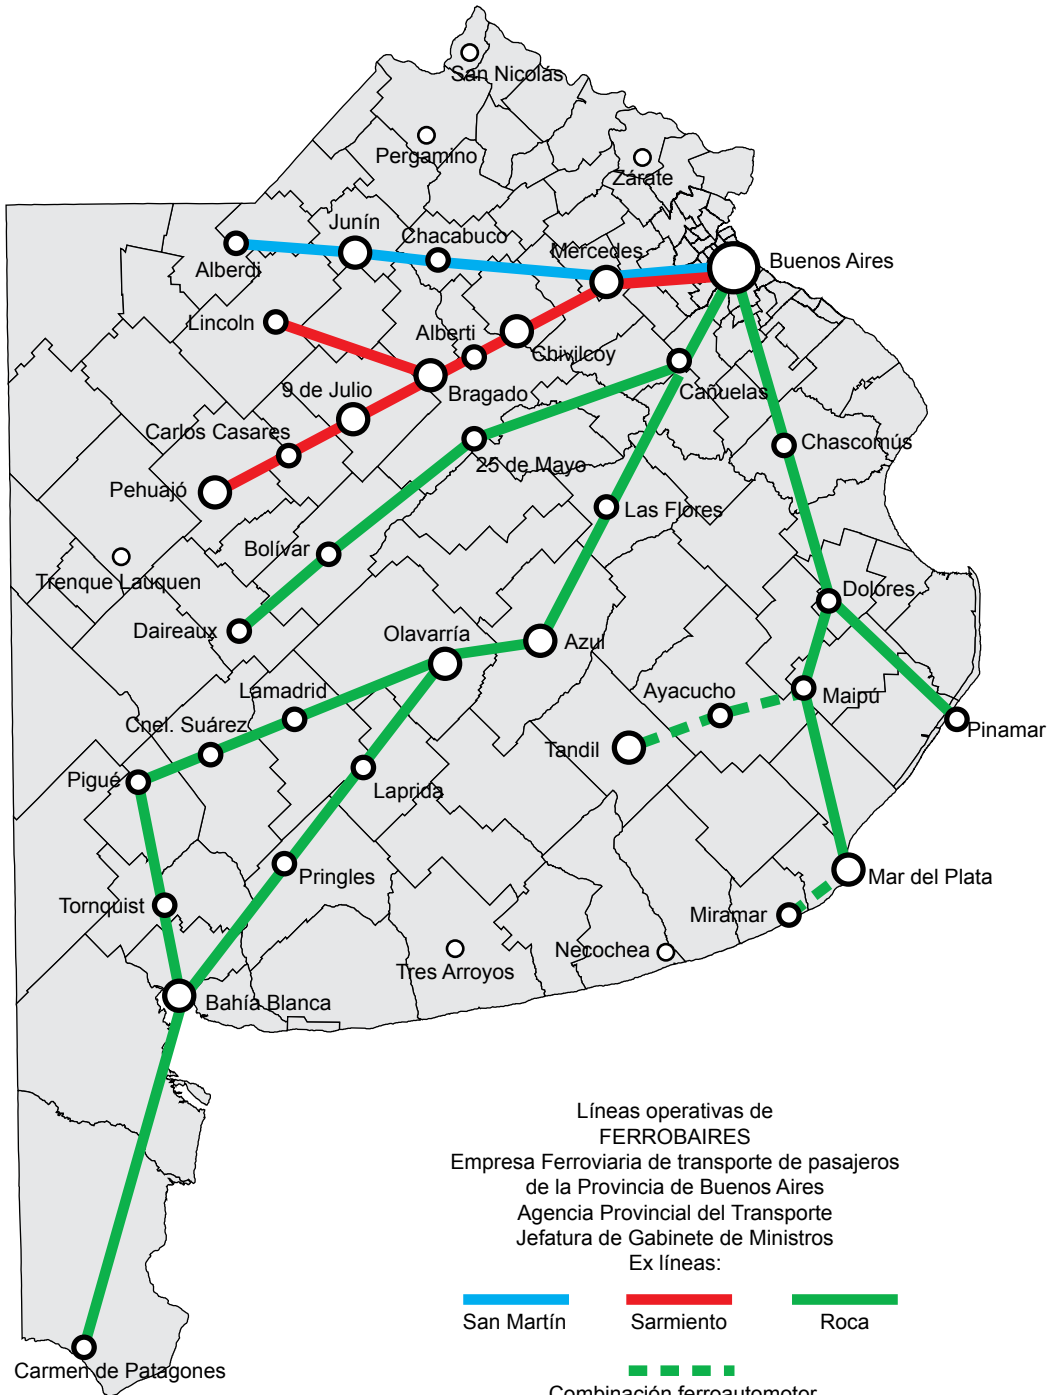 San Nicolás
Pergamino
Zárate
Junín
Chacabuco
Mercedes
Buenos Aires
Alberdi
Lincoln
Alberti
Chivilcoy
9 de Julio
Bragado
Cañuelas
Carlos Casares
Chascomús
25 de Mayo
Pehuajó
Las Flores
Bolívar
Trenque Lauquen
Dolores
Daireaux
Olavarría
Azul
Lamadrid
Ayacucho
Maipú
Cnel. Suárez
Pinamar
Tandil
Pigué
Laprida
Pringles
Mar del Plata
Tornquist
Miramar
Necochea
Tres Arroyos
Bahía Blanca
Líneas operativas de
FERROBAIRES
Empresa Ferroviaria de transporte de pasajeros
de la Provincia de Buenos Aires
Agencia Provincial del Transporte
Jefatura de Gabinete de Ministros
Ex líneas:
San Martín
Sarmiento
Roca
Carmen de Patagones
Combinación ferroautomotor